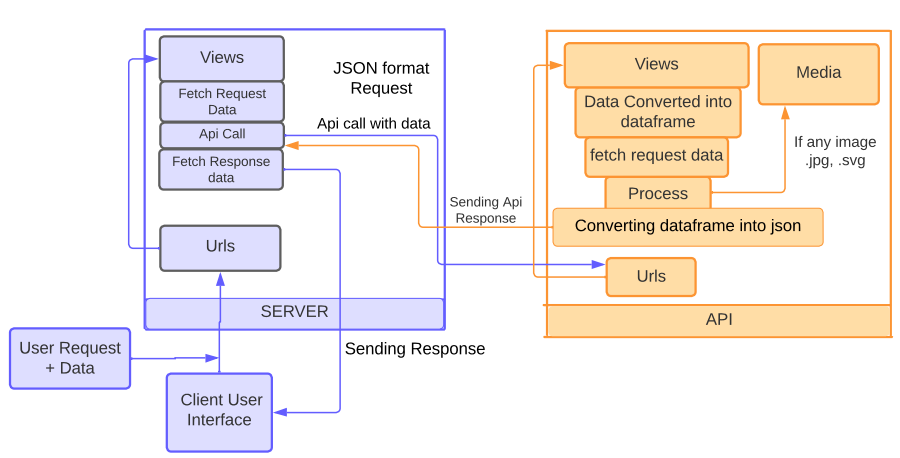 Views
Fetch Request
Data
Api Call
Fetch Response
data
Urls
SERVER
JSON format
Request
Api call with data
Sending Api
Response
Sending Response
User Request
+ Data
Client User
Interface
Views
Data Converted into
dataframe
fetch request data
Process
Converting dataframe into json
Urls
API
Media
If any image
.jpg, .svg